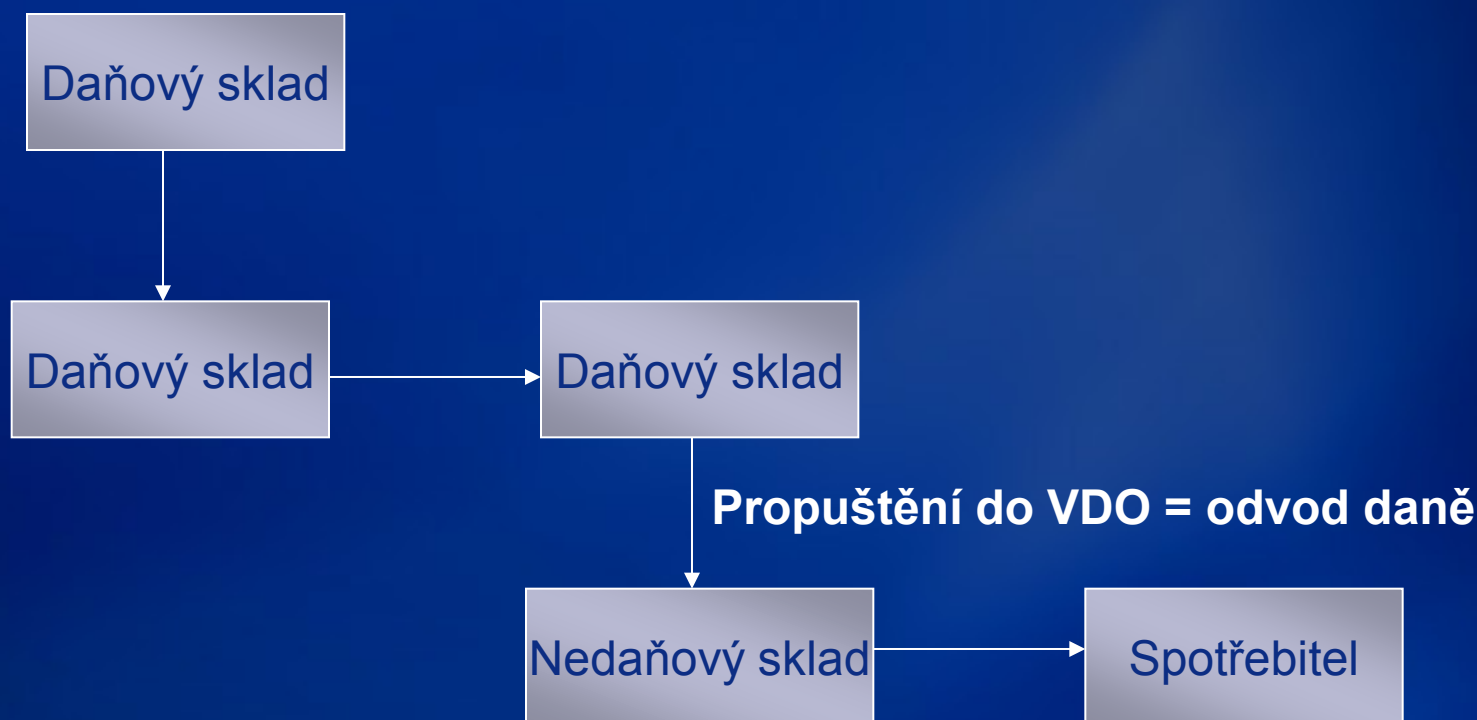 Daňový sklad
Daňový sklad
Daňový sklad
Propuštění do VDO = odvod daně
Nedaňový sklad
Spotřebitel